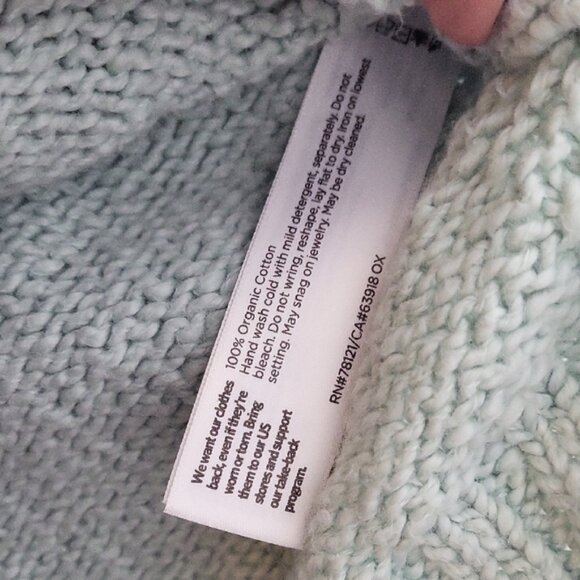 100% Organic Cotton
Hand wash cold with mild detergent, separately. Do not
bleach. Do not wring, reshape, lay flat to dry. Iron on lowest
setting. May snag on jewelry. May be dry cleaned.
RN#78121/CA#63918 OX
We want our clothes
back, even if they're
worn or torn. Bring
them to our US
stores and support
our take-back
program.